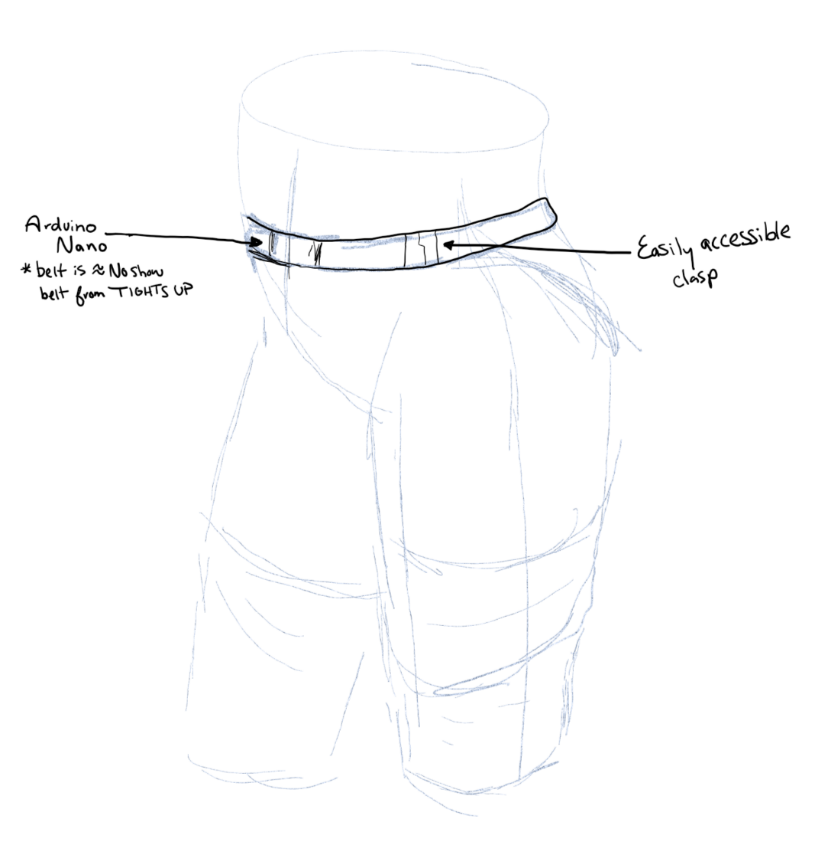 Arduino
Nano
* belt is ≈ No show
belt from TIGHTS UP
Easily accessible
clasp